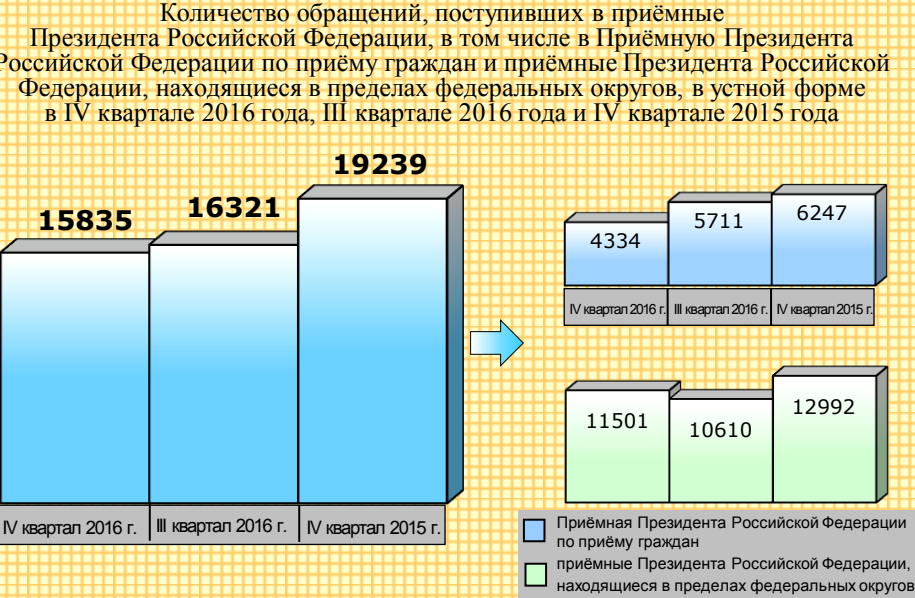 Количество обращений, поступивших в приёмные
Президента Российской Федерации, в том числе в Приёмную Президента
Российской Федерации по приёму граждан и приёмные Президента Российской
Федерации, находящиеся в пределах федеральных округов, в устной форме
в IV квартале 2016 года, III квартале 2016 года и IV квартале 2015 года
15835
16321
19239
IV квартал 2016 г.
III квартал 2016 г.
IV квартал 2015 г.
4334
5711
6247
IV квартал 2016 г.
III квартал 2016 г.
IV квартал 2015 г.
11501
10610
12992
Приёмная Президента Российской Федерации
по приёму граждан
приёмные Президента Российской Федерации,
находящиеся в пределах федеральных округов